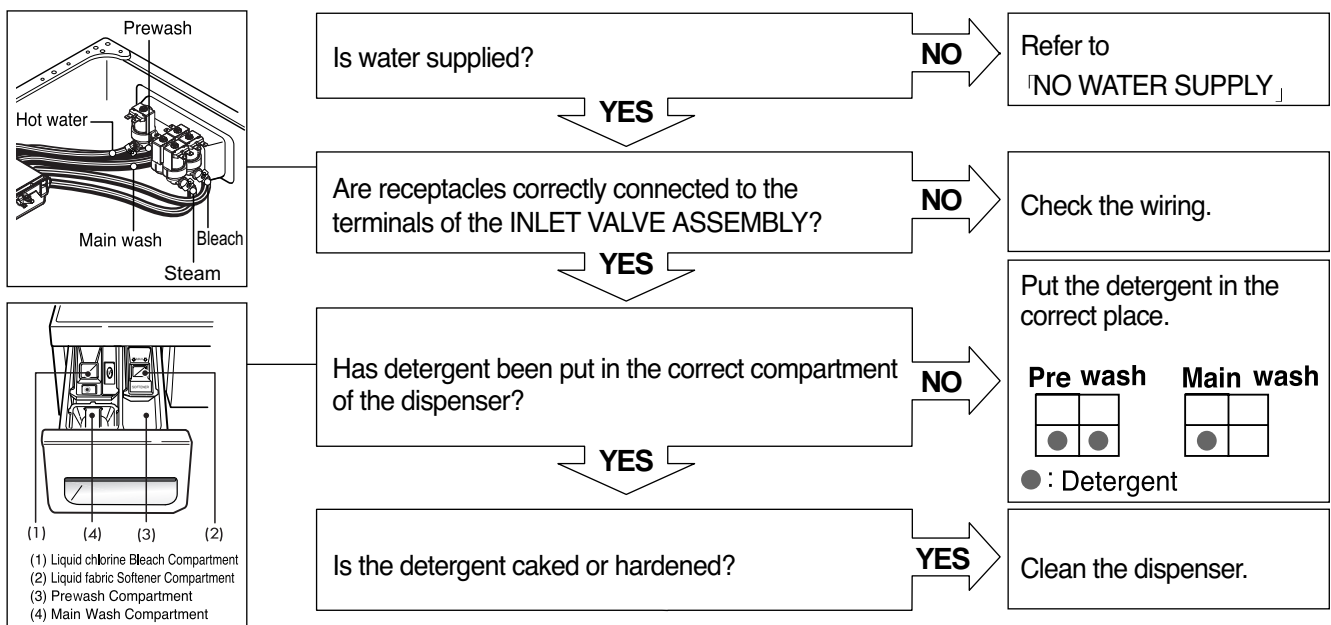 Prewash
Hot water
Main wash
Bleach
Steam
Is water supplied?
NO
Refer to
「NO WATER SUPPLY」
YES
Are receptacles correctly connected to the
terminals of the INLET VALVE ASSEMBLY?
NO
Check the wiring.
YES
(1) (4) (3) (2)
(1) Liquid chlorine Bleach Compartment
(2) Liquid fabric Softener Compartment
(3) Prewash Compartment
(4) Main Wash Compartment
Has detergent been put in the correct compartment
of the dispenser?
NO
Put the detergent in the
correct place.
Pre wash Main wash
: Detergent
YES
Is the detergent caked or hardened?
YES
Clean the dispenser.